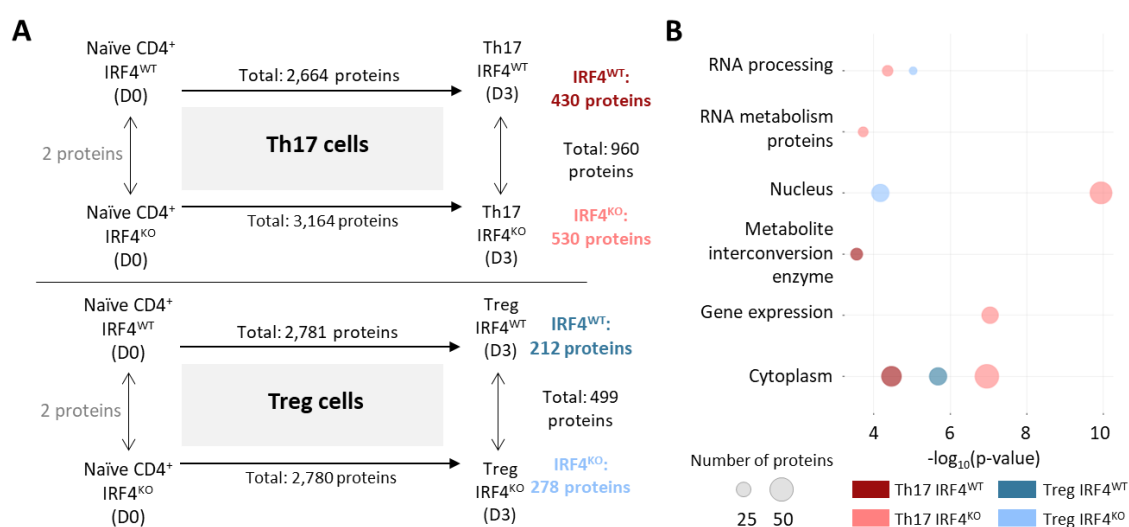 A
Naïve CD4⁺
IRF4ᵂᵀ
(D0)
Total: 2,664 proteins
Th17
IRF4ᵂᵀ
(D3)
IRF4ᵂᵀ:
430 proteins
2 proteins
Th17 cells
Total: 960
proteins
Naïve CD4⁺
IRF4ᴷᴼ
(D0)
Total: 3,164 proteins
Th17
IRF4ᴷᴼ
(D3)
IRF4ᴷᴼ:
530 proteins
Naïve CD4⁺
IRF4ᵂᵀ
(D0)
Total: 2,781 proteins
Treg
IRF4ᵂᵀ
(D3)
IRF4ᵂᵀ:
212 proteins
2 proteins
Treg cells
Total: 499
proteins
Naïve CD4⁺
IRF4ᴷᴼ
(D0)
Total: 2,780 proteins
Treg
IRF4ᴷᴼ
(D3)
IRF4ᴷᴼ:
278 proteins
B
RNA processing
RNA metabolism
proteins
Nucleus
Metabolite
interconversion
enzyme
Gene expression
Cytoplasm
4 6 8 10
-log₁₀(p-value)
Number of proteins
25 50
Th17 IRF4ᵂᵀ
Treg IRF4ᵂᵀ
Th17 IRF4ᴷᴼ
Treg IRF4ᴷᴼ